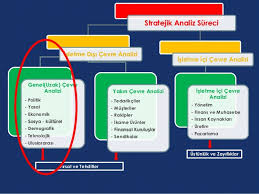 Stratejik Analiz Süreci
İşletme Dışı Çevre Analizi
İşletme İçi Çevre Analizi
Genel(Uzak) Çevre
Analizi
- Politik
- Yasal
- Ekonomik
- Sosyo - Kültürel
- Demografik
- Teknolojik
- Uluslararası
Yakın Çevre Analizi
- Tedarikçiler
- Müşteriler
- Rakipler
- İkame Ürünler
- Finansal Kuruluşlar
- Sendikalar
İşletme İçi Çevre
Analizi
- Yönetim
- Finans ve Muhasebe
- İnsan Kaynakları
- Üretim
- Pazarlama
ve Tehditler
Üstünlük ve Zayıflıklar